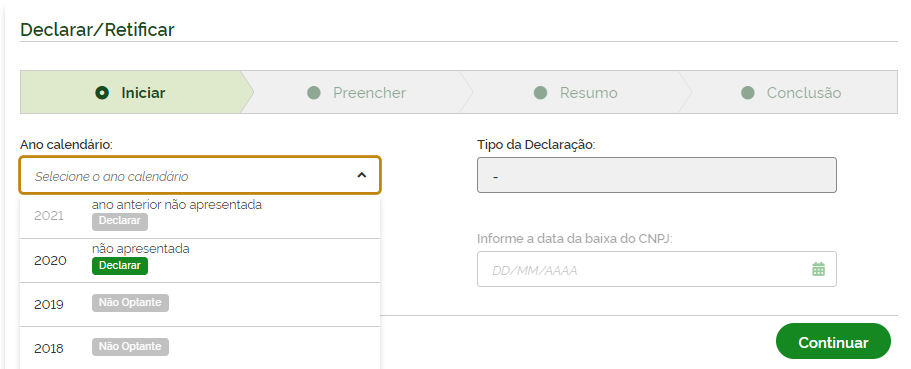 Declarar/Retificar
Iniciar
Preencher
Resumo
Conclusão
Ano calendário:
Tipo da Declaração:
Selecione o ano calendário
-
2021
ano anterior não apresentada
Declarar
2020
não apresentada
Declarar
Informe a data da baixa do CNPJ:
DD/MM/AAAA
2019
Não Optante
2018
Não Optante
Continuar